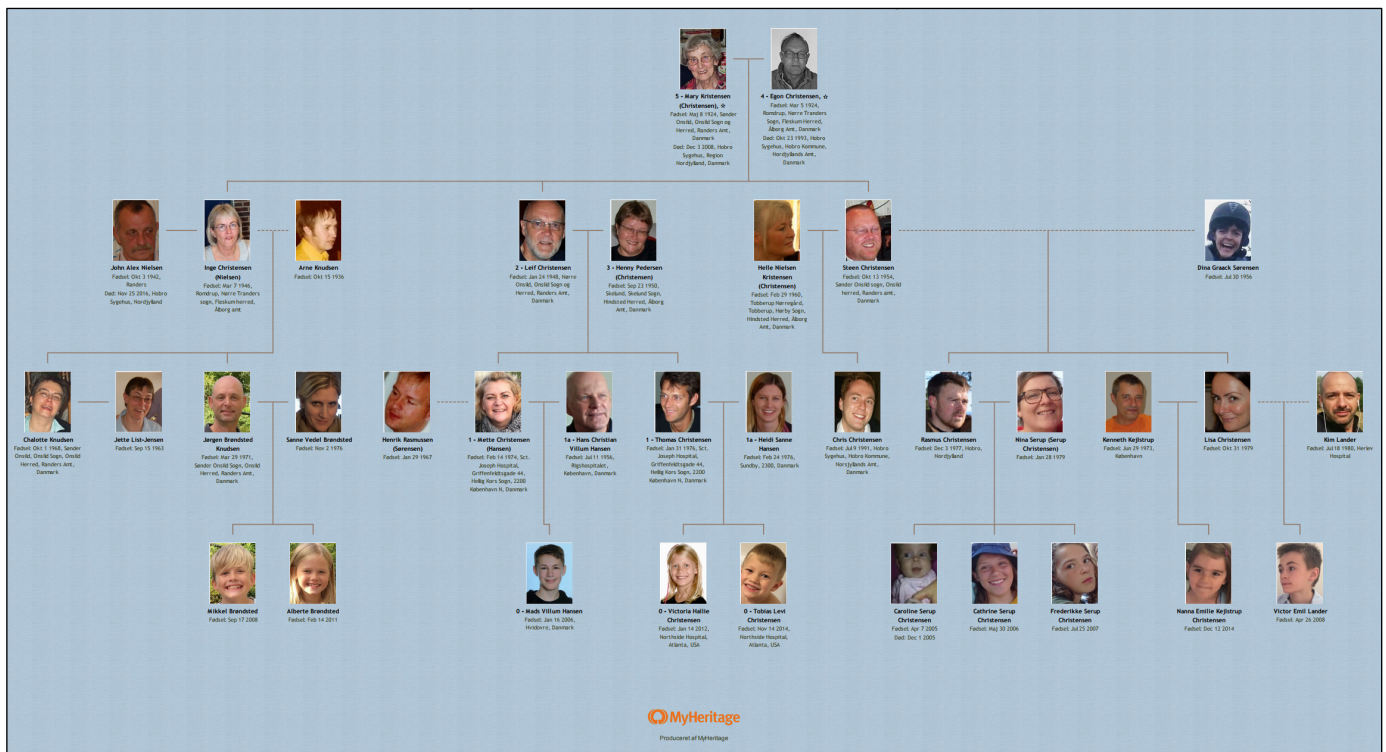 5 - Mary Kristensen
(Christensen), ☆
Født: Maj 8 1924, Sønder
Onsild, Onsild Sogn og
Herred, Randers Amt,
Danmark
Død: Dec 3 2008, Hobro
Sygehus, Region
Nordjylland, Danmark
4 - Egon Christensen, ☆
Født: Mar 5 1924,
Romdrup, Nørre Tranders
Sogn, Fleskum Herred,
Ålborg Amt, Danmark
Død: Okt 23 1993, Hobro
Sygehus, Hobro Kommune,
Nordjyllands Amt,
Danmark
John Alex Nielsen
Født: Okt 3 1942,
Randers
Død: Nov 25 2016, Hobro
Sygehus, Nordjylland
Inge Christensen
(Nielsen)
Født: Mar 7 1946,
Romdrup, Nørre Tranders
sogn, Fleskum herred,
Ålborg amt
Arne Knudsen
Født: Okt 15 1936
2 - Leif Christensen
Født: Jan 24 1948, Nørre
Onsild, Onsild Sogn og
Herred, Randers Amt,
Danmark
3 - Henny Pedersen
(Christensen)
Født: Sep 23 1950,
Skelund, Skelund Sogn,
Hindsted Herred, Ålborg
Amt, Danmark
Helle Nielsen
Kristensen
(Christensen)
Født: Feb 29 1960,
Tobberup Nørregård,
Tobberup, Hørby Sogn,
Hindsted Herred, Ålborg
Amt, Danmark
Steen Christensen
Født: Okt 13 1954,
Sønder Onsild sogn, Onsild
herred, Randers amt,
Danmark
Dina Graack Sørensen
Født: Jul 30 1956
Chalotte Knudsen
Født: Okt 1 1968, Sønder
Onsild, Onsild Sogn, Onsild
Herred, Randers Amt,
Danmark
Jette List-Jensen
Født: Sep 15 1963
Jørgen Brøndsted
Knudsen
Født: Mar 29 1971,
Sønder Onsild Sogn, Onsild
Herred, Randers Amt,
Danmark
Sanne Vedel Brøndsted
Født: Nov 2 1976
Henrik Rasmussen
(Sørensen)
Født: Jan 29 1967
1 - Mette Christensen
(Hansen)
Født: Feb 14 1974, Sct.
Joseph Hospital,
Griffenfeldtsgade 44,
Hellig Kors Sogn, 2200
København N, Danmark
1a - Hans Christian
Villum Hansen
Født: Jul 11 1956,
Rigshospitalet,
København, Danmark
1 - Thomas Christensen
Født: Jan 31 1976, Sct.
Joseph Hospital,
Griffenfeldtsgade 44,
Hellig Kors Sogn, 2200
København N, Danmark
1a - Heidi Sanne
Hansen
Født: Feb 24 1976,
Sundby, 2300, Danmark
Chris Christensen
Født: Jul 9 1991, Hobro
Sygehus, Hobro Kommune,
Nordjyllands Amt,
Danmark
Rasmus Christensen
Født: Dec 3 1977, Hobro,
Nordjylland
Nina Serup (Serup
Christensen)
Født: Jan 28 1979
Kenneth Kejlstrup
Født: Jun 29 1973,
København
Lisa Christensen
Født: Okt 31 1979
Kim Lander
Født: Jul 18 1980, Herlev
Hospital
Mikkel Brøndsted
Født: Sep 17 2008
Alberte Brøndsted
Født: Feb 14 2011
0 - Mads Villum Hansen
Født: Jan 16 2006,
Hvidovre, Danmark
0 - Victoria Hallie
Christensen
Født: Jan 14 2012,
Northside Hospital,
Atlanta, USA
0 - Tobias Levi
Christensen
Født: Nov 14 2014,
Northside Hospital,
Atlanta, USA
Caroline Serup
Christensen
Født: Apr 7 2005
Død: Dec 1 2005
Cathrine Serup
Christensen
Født: Maj 30 2006
Frederikke Serup
Christensen
Født: Jul 25 2007
Nanna Emilie Kejlstrup
Christensen
Født: Dec 12 2014
Victor Emil Lander
Født: Apr 26 2008
MyHeritage
Produceret af MyHeritage